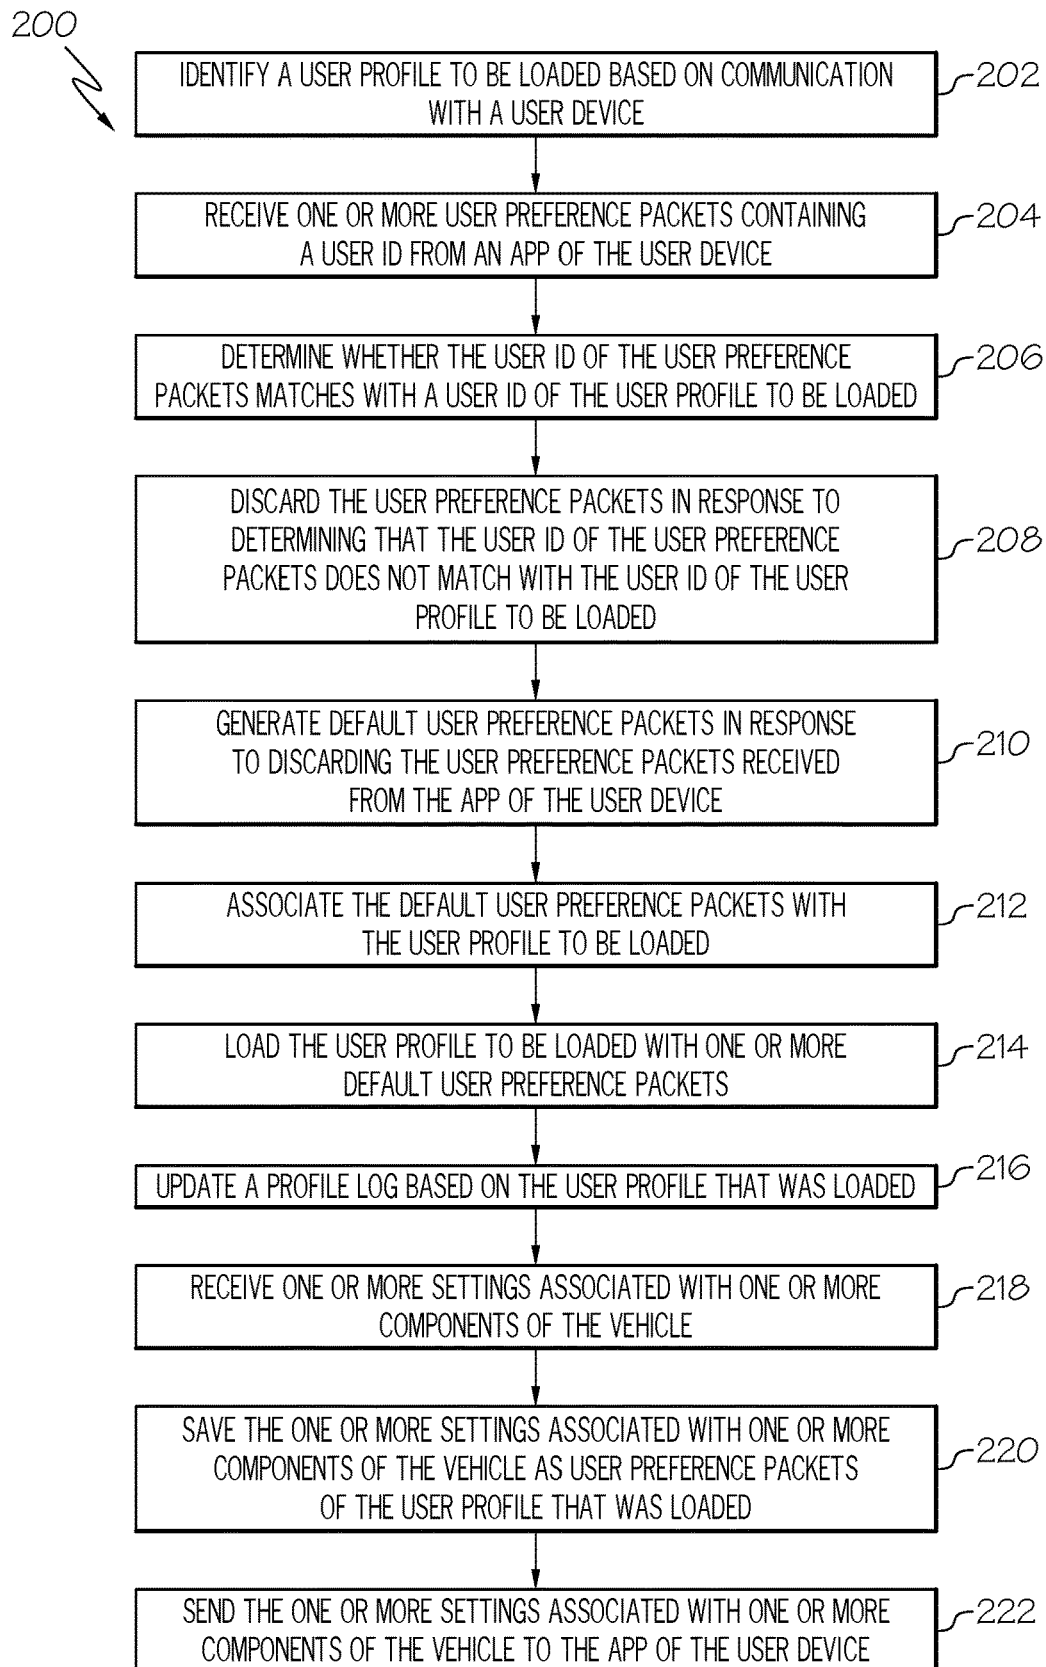 200
IDENTIFY A USER PROFILE TO BE LOADED BASED ON COMMUNICATION
WITH A USER DEVICE
202
RECEIVE ONE OR MORE USER PREFERENCE PACKETS CONTAINING
A USER ID FROM AN APP OF THE USER DEVICE
204
DETERMINE WHETHER THE USER ID OF THE USER PREFERENCE
PACKETS MATCHES WITH A USER ID OF THE USER PROFILE TO BE LOADED
206
DISCARD THE USER PREFERENCE PACKETS IN RESPONSE TO
DETERMINING THAT THE USER ID OF THE USER PREFERENCE
PACKETS DOES NOT MATCH WITH THE USER ID OF THE USER
PROFILE TO BE LOADED
208
GENERATE DEFAULT USER PREFERENCE PACKETS IN RESPONSE
TO DISCARDING THE USER PREFERENCE PACKETS RECEIVED
FROM THE APP OF THE USER DEVICE
210
ASSOCIATE THE DEFAULT USER PREFERENCE PACKETS WITH
THE USER PROFILE TO BE LOADED
212
LOAD THE USER PROFILE TO BE LOADED WITH ONE OR MORE
DEFAULT USER PREFERENCE PACKETS
214
UPDATE A PROFILE LOG BASED ON THE USER PROFILE THAT WAS LOADED
216
RECEIVE ONE OR MORE SETTINGS ASSOCIATED WITH ONE OR MORE
COMPONENTS OF THE VEHICLE
218
SAVE THE ONE OR MORE SETTINGS ASSOCIATED WITH ONE OR MORE
COMPONENTS OF THE VEHICLE AS USER PREFERENCE PACKETS
OF THE USER PROFILE THAT WAS LOADED
220
SEND THE ONE OR MORE SETTINGS ASSOCIATED WITH ONE OR MORE
COMPONENTS OF THE VEHICLE TO THE APP OF THE USER DEVICE
222